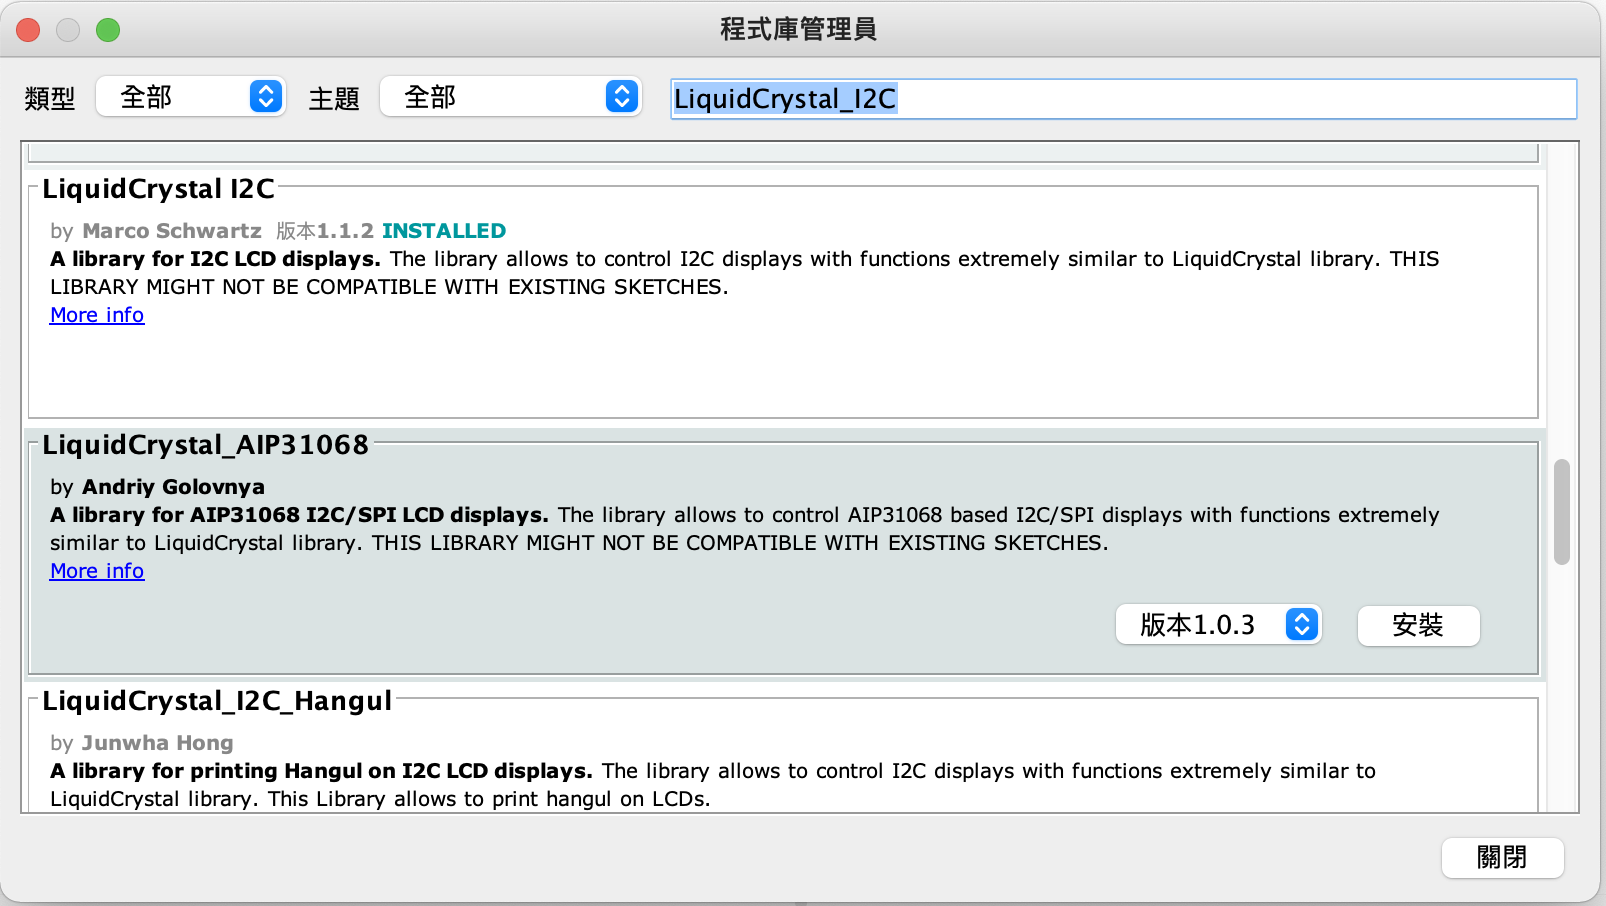 程式庫管理員
類型 全部 主題 全部 LiquidCrystal_I2C
LiquidCrystal I2C
by Marco Schwartz 版本1.1.2 INSTALLED
A library for I2C LCD displays. The library allows to control I2C displays with functions extremely similar to LiquidCrystal library. THIS
LIBRARY MIGHT NOT BE COMPATIBLE WITH EXISTING SKETCHES.
More info
LiquidCrystal_AIP31068
by Andriy Golovnya
A library for AIP31068 I2C/SPI LCD displays. The library allows to control AIP31068 based I2C/SPI displays with functions extremely
similar to LiquidCrystal library. THIS LIBRARY MIGHT NOT BE COMPATIBLE WITH EXISTING SKETCHES.
More info
版本1.0.3 安裝
LiquidCrystal_I2C_Hangul
by Junwha Hong
A library for printing Hangul on I2C LCD displays. The library allows to control I2C displays with functions extremely similar to
LiquidCrystal library. This Library allows to print hangul on LCDs.
關閉